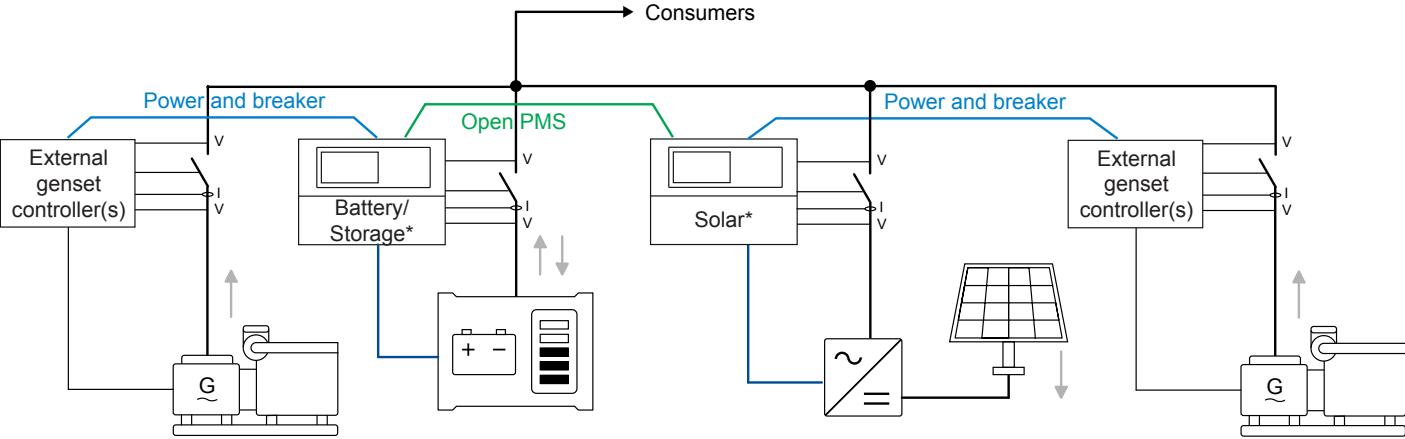 Consumers
Power and breaker
Open PMS
Power and breaker
External
genset
controller(s)
V
I
V
Battery/
Storage*
V
I
V
Solar*
V
I
V
External
genset
controller(s)
V
I
V
+ −
G
~
~
=
G
~